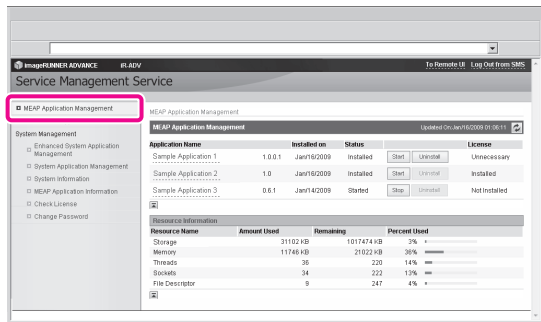 imageRUNNER ADVANCE iR-ADV To Remote UI Log Out from SMS
Service Management Service
MEAP Application Management
System Management
Enhanced System Application Management
System Application Management
System Information
MEAP Application Information
Check License
Change Password
MEAP Application Management
MEAP Application Management Updated On:Jan/16/2009 01:06:11
Application Name Installed on Status License
Sample Application 1 1.0.0.1 Jan/16/2009 Installed Start Uninstall Unnecessary
Sample Application 2 1.0 Jan/16/2009 Installed Start Uninstall Installed
Sample Application 3 0.6.1 Jan/14/2009 Started Stop Uninstall Not Installed
Resource Information
Resource Name Amount Used Remaining Percent Used
Storage 31102 KB 1017474 KB 3%
Memory 11746 KB 21022 KB 36%
Threads 36 220 14%
Sockets 34 222 13%
File Descriptor 9 247 4%